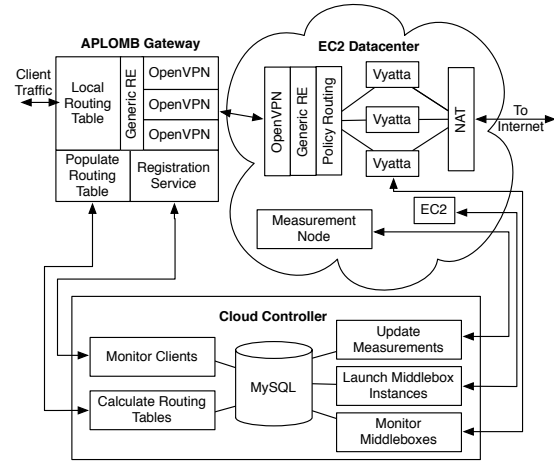 APLOMB Gateway
EC2 Datacenter
Client
Traffic
Local
Routing
Table
Generic RE
OpenVPN
OpenVPN
OpenVPN
Populate
Routing
Table
Registration
Service
OpenVPN
Generic RE
Policy Routing
Vyatta
Vyatta
Vyatta
NAT
To
Internet
EC2
Measurement
Node
Cloud Controller
Monitor Clients
Calculate Routing
Tables
MySQL
Update
Measurements
Launch Middlebox
Instances
Monitor
Middleboxes